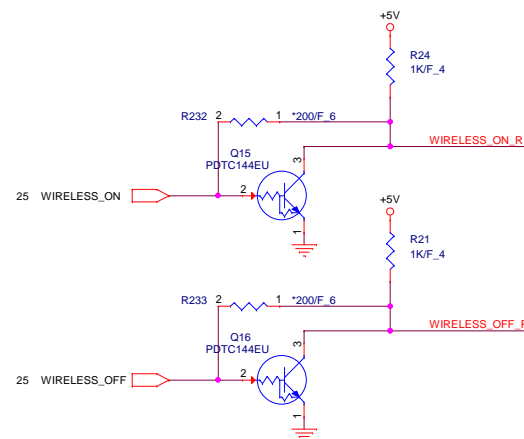 +5V
R24
1K/F_4
R232 2 1 *200/F_6
WIRELESS_ON_R
Q15
PDTC144EU
3
25 WIRELESS_ON
2
1
+5V
R21
1K/F_4
R233 2 1 *200/F_6
WIRELESS_OFF_R
Q16
PDTC144EU
3
25 WIRELESS_OFF
2
1